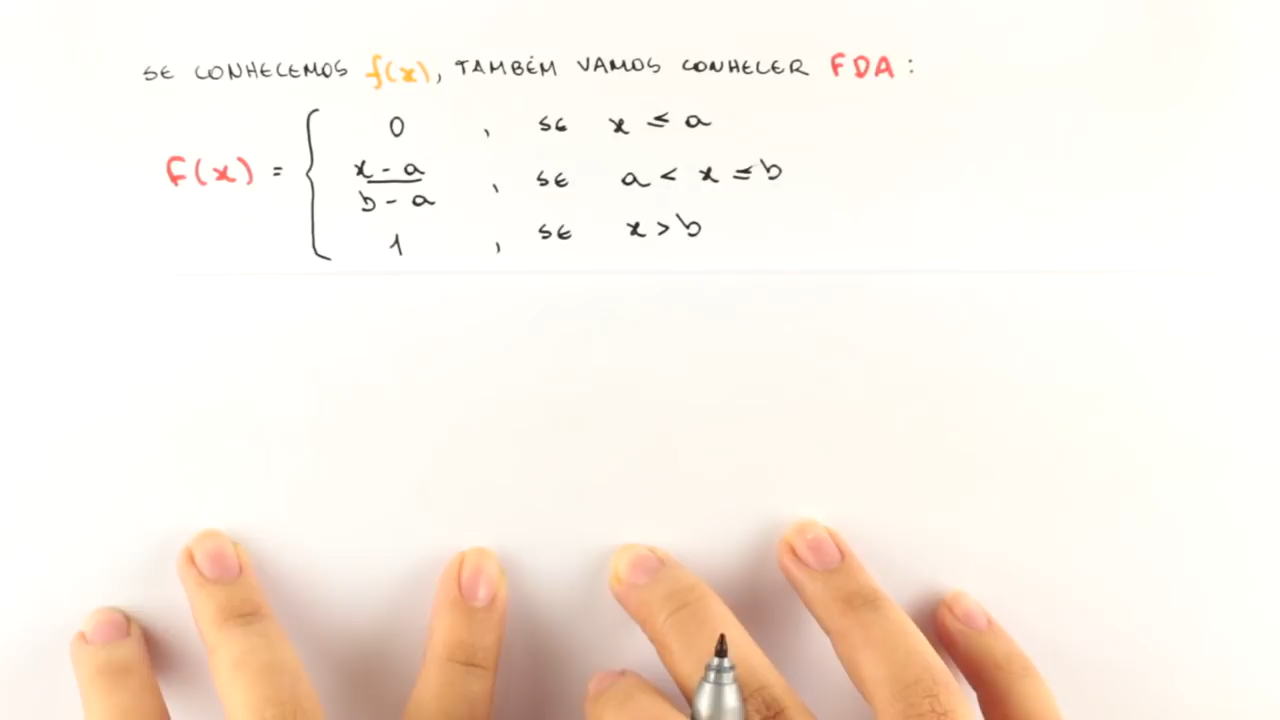 SE CONHECEMOS f(x), TAMBÉM VAMOS CONHECER FDA:
0, SE x ≤ a
F(x) = { x - a / b - a, SE a < x ≤ b
1, SE x > b